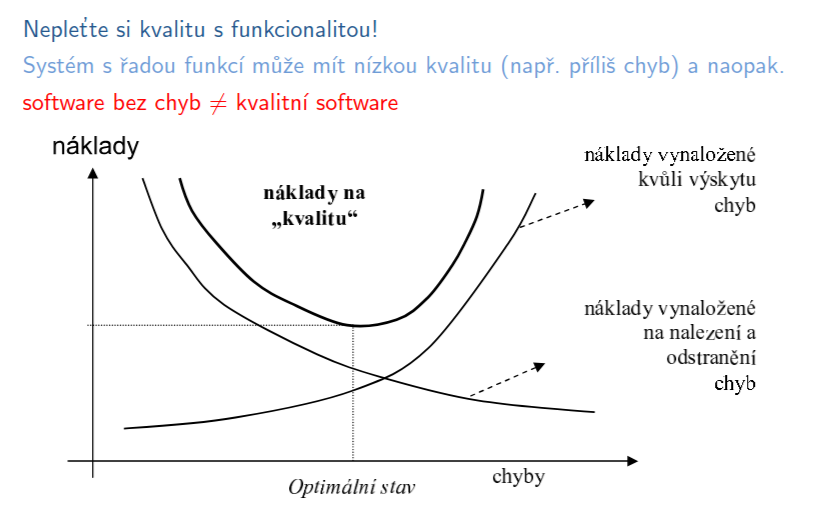 Nepleťte si kvalitu s funkcionalitou!
Systém s řadou funkcí může mít nízkou kvalitu (např. příliš chyb) a naopak.
software bez chyb ≠ kvalitní software
náklady
náklady na
„kvalitu“
náklady vynaložené
kvůli výskytu
chyb
náklady vynaložené
na nalezení a
odstranění
chyb
chyby
Optimální stav